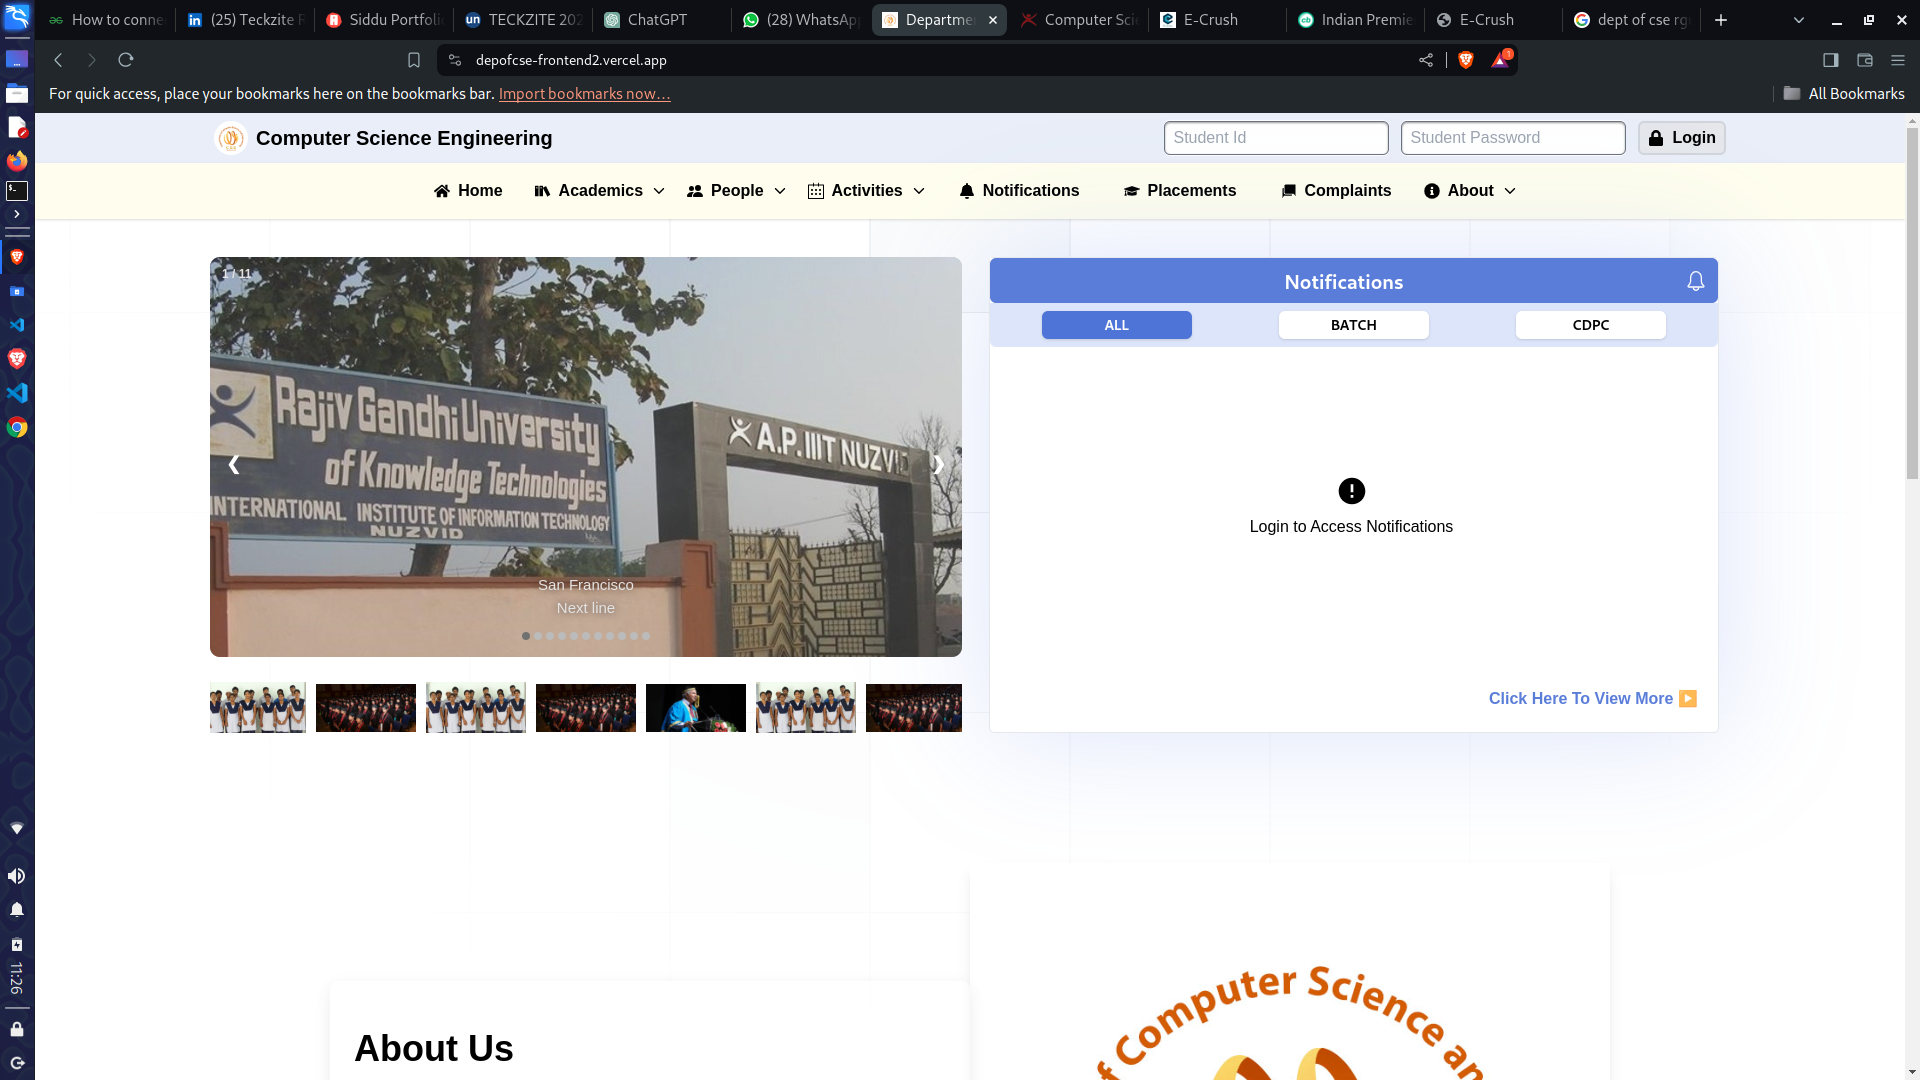 How to conne
(25) Teckzite R
Siddu Portfoli
TECKZITE 202
ChatGPT
(28) WhatsApp
Departmen
Computer Scie
E-Crush
Indian Premie
E-Crush
dept of cse rg
depofcse-frontend2.vercel.app
1
For quick access, place your bookmarks here on the bookmarks bar. Import bookmarks now...
All Bookmarks
Computer Science Engineering
Student Id
Student Password
Login
Home
Academics
People
Activities
Notifications
Placements
Complaints
About
1 / 11
Rajiv Gandhi University
of Knowledge Technologies
INTERNATIONAL INSTITUTE OF INFORMATION TECHNOLOGY
NUZVID
A.P. IIIT NUZVID
San Francisco
Next line
Notifications
ALL
BATCH
CDPC
Login to Access Notifications
Click Here To View More
About Us
of Computer Science an
11:26